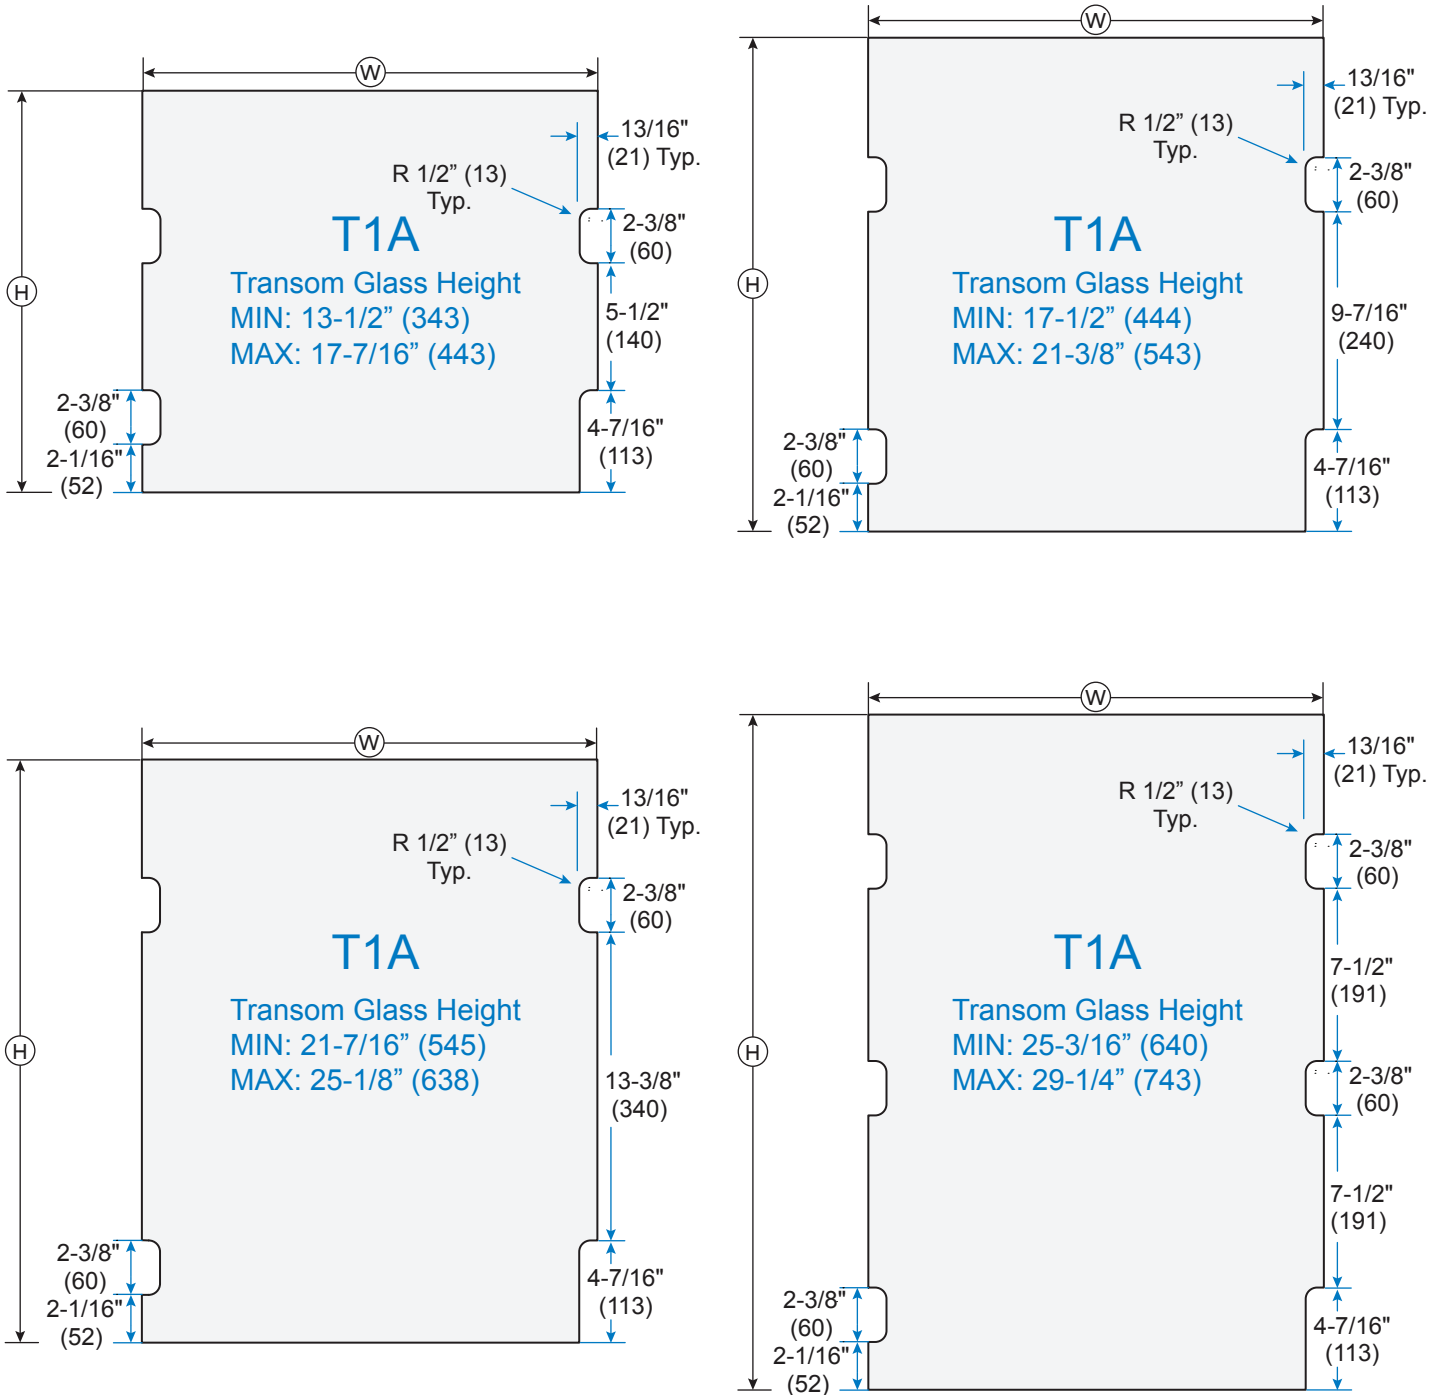 W
13/16"
(21) Typ.
R 1/2” (13)
Typ.
2-3/8"
(60)
T1A
Transom Glass Height
MIN: 13-1/2” (343)
MAX: 17-7/16” (443)
H
5-1/2"
(140)
2-3/8"
(60)
2-1/16"
(52)
4-7/16"
(113)
W
13/16"
(21) Typ.
R 1/2” (13)
Typ.
2-3/8"
(60)
T1A
Transom Glass Height
MIN: 17-1/2” (444)
MAX: 21-3/8” (543)
H
9-7/16"
(240)
2-3/8"
(60)
2-1/16"
(52)
4-7/16"
(113)
W
13/16"
(21) Typ.
R 1/2” (13)
Typ.
2-3/8"
(60)
T1A
Transom Glass Height
MIN: 21-7/16” (545)
MAX: 25-1/8” (638)
H
13-3/8"
(340)
2-3/8"
(60)
2-1/16"
(52)
4-7/16"
(113)
W
13/16"
(21) Typ.
R 1/2” (13)
Typ.
2-3/8"
(60)
T1A
7-1/2"
(191)
Transom Glass Height
MIN: 25-3/16” (640)
MAX: 29-1/4” (743)
H
2-3/8"
(60)
7-1/2"
(191)
2-3/8"
(60)
2-1/16"
(52)
4-7/16"
(113)